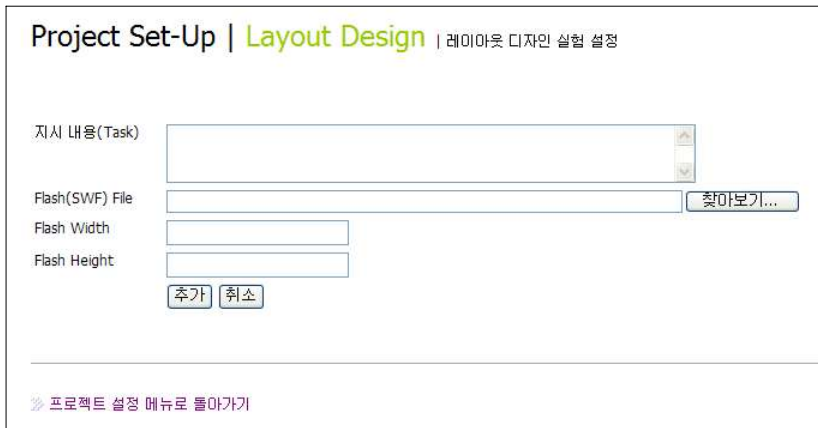 Project Set-Up | Layout Design | 레이아웃 디자인 실험 설정
지시 내용(Task)
Flash(SWF) File 찾아보기...
Flash Width
Flash Height
추가 취소
프로젝트 설정 메뉴로 돌아가기